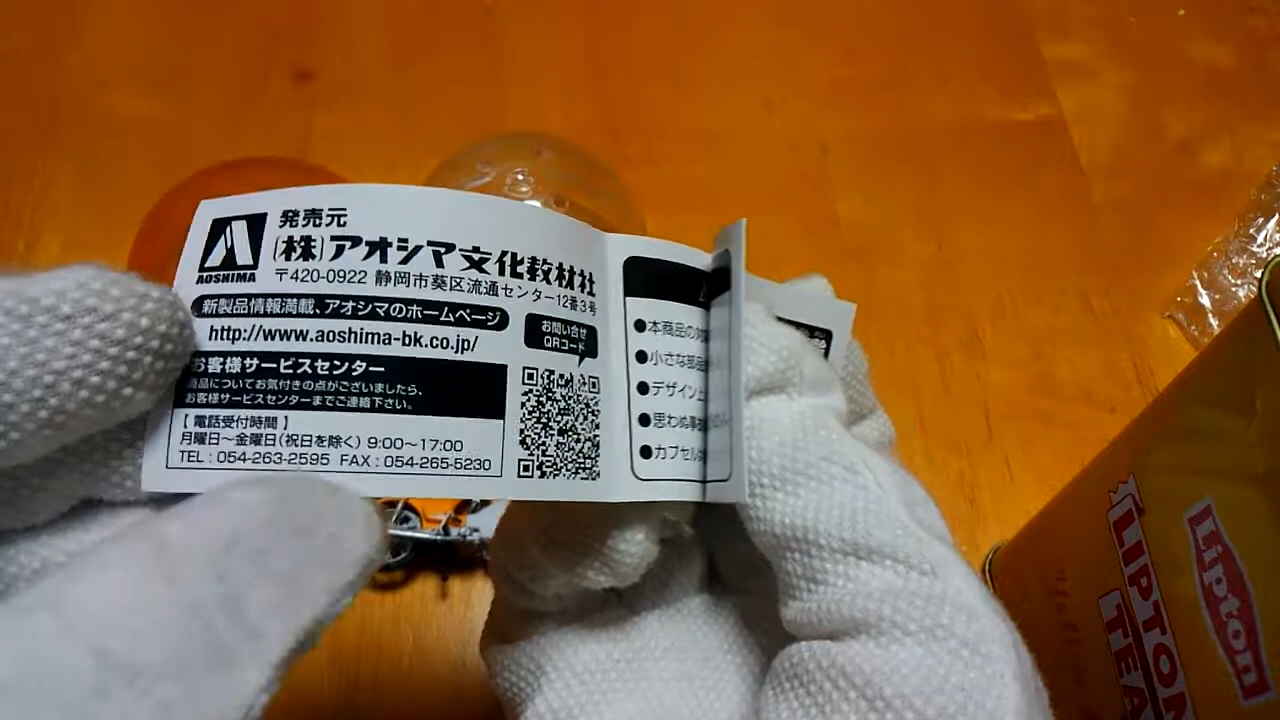 発売元
(株)アオシマ文化教材社
AOSHIMA
〒420-0922 静岡市葵区流通センター12番3号
新製品情報満載、アオシマのホームページ
http://www.aoshima-bk.co.jp/
お問い合せ
QRコード
お客様サービスセンター
商品についてお気付きの点がございましたら、
お客様サービスセンターまでご連絡下さい。
【 電話受付時間 】
月曜日〜金曜日(祝日を除く) 9:00〜17:00
TEL : 054-263-2595 FAX : 054-265-5230
●本商品の対
●小さな部品
●デザイン上
●思わぬ事
●カプセル
LIPTON
TEA
Lipton